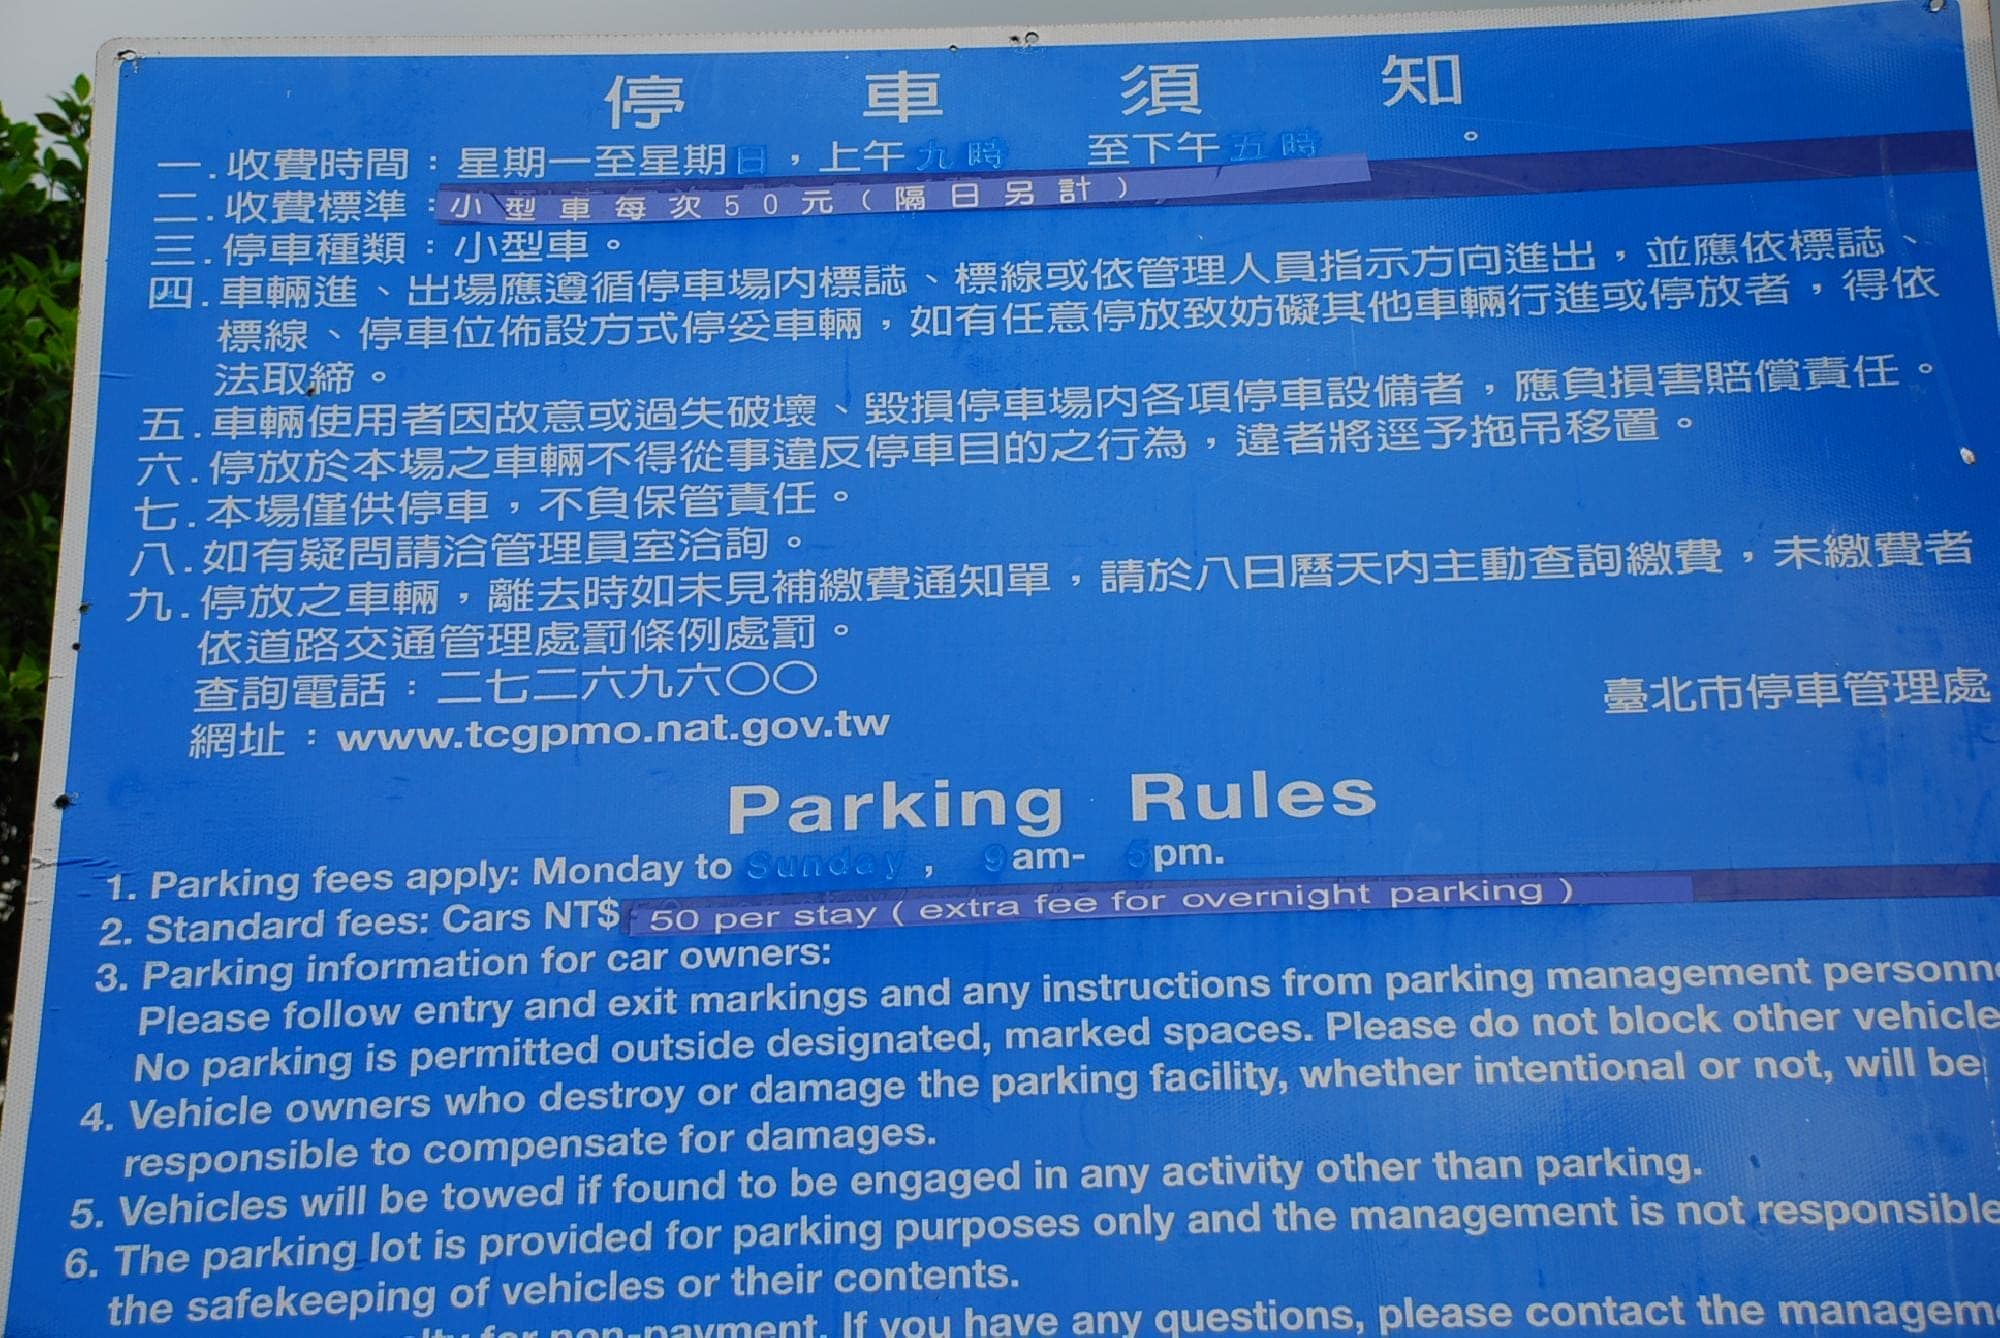 停車須知
一.收費時間：星期一至星期日，上午九時 至下午五時 。
二.收費標準：小型車每次50元(隔日另計)
三.停車種類：小型車。
四.車輛進、出場應遵循停車場內標誌、標線或依管理人員指示方向進出，並應依標誌、
標線、停車位佈設方式停妥車輛，如有任意停放致妨礙其他車輛行進或停放者，得依
法取締。
五.車輛使用者因故意或過失破壞、毀損停車場內各項停車設備者，應負損害賠償責任。
六.停放於本場之車輛不得從事違反停車目的之行為，違者將逕予拖吊移置。
七.本場僅供停車，不負保管責任。
八.如有疑問請洽管理員室洽詢。
九.停放之車輛，離去時如未見補繳費通知單，請於八日曆天內主動查詢繳費，未繳費者
依道路交通管理處罰條例處罰。
查詢電話：二七二六九六〇〇
臺北市停車管理處
網址：www.tcgpmo.nat.gov.tw
Parking Rules
1. Parking fees apply: Monday to Sunday, 9am- 5pm.
2. Standard fees: Cars NT$ 50 per stay ( extra fee for overnight parking )
3. Parking information for car owners:
Please follow entry and exit markings and any instructions from parking management personn
No parking is permitted outside designated, marked spaces. Please do not block other vehicle
4. Vehicle owners who destroy or damage the parking facility, whether intentional or not, will be
responsible to compensate for damages.
5. Vehicles will be towed if found to be engaged in any activity other than parking.
6. The parking lot is provided for parking purposes only and the management is not responsible
the safekeeping of vehicles or their contents.
for non-payment. If you have any questions, please contact the managem